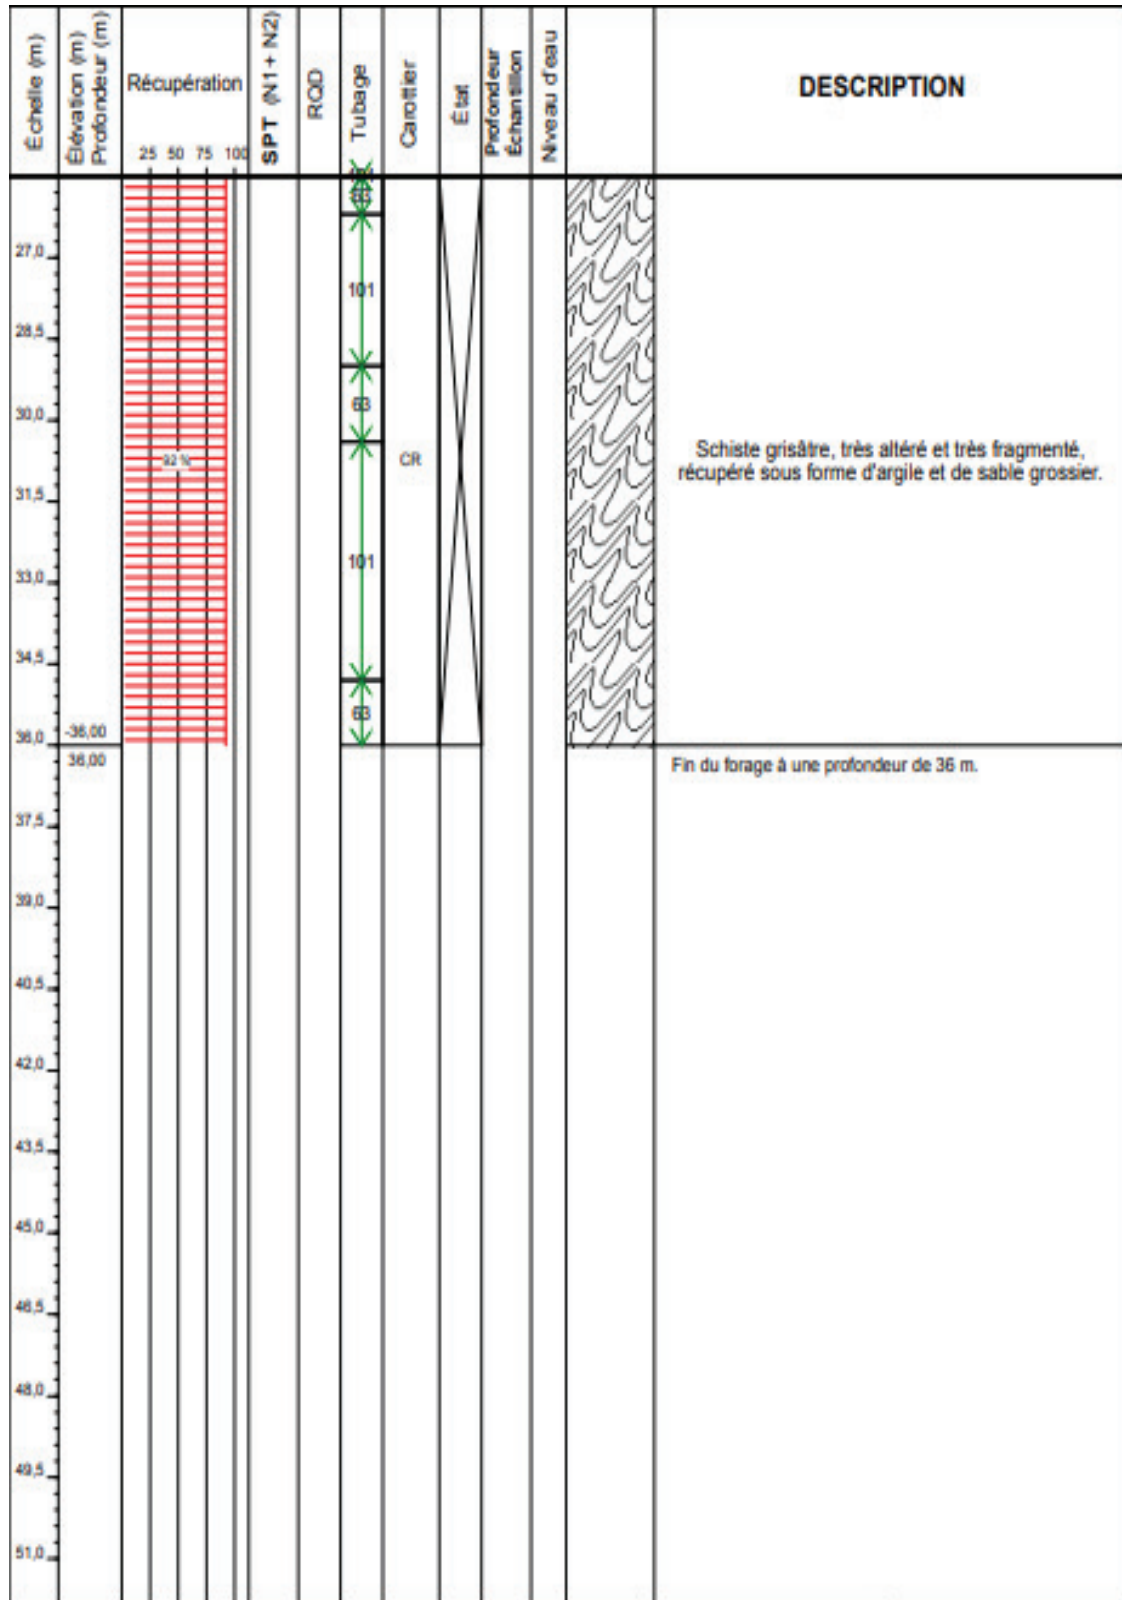 Échelle (m)
Élévation (m)
Profondeur (m)
Récupération
25 50 75 100
SPT (N1+ N2)
RQD
Tubage
Carottier
État
Profondeur
Échantillon
Niveau d'eau
DESCRIPTION
63
27,0
101
28,5
30,0
63
92 %
CR
Schiste grisâtre, très altéré et très fragmenté,
récupéré sous forme d'argile et de sable grossier.
31,5
33,0
101
34,5
63
36,0
-36,00
36,00
Fin du forage à une profondeur de 36 m.
37,5
39,0
40,5
42,0
43,5
45,0
46,5
48,0
49,5
51,0